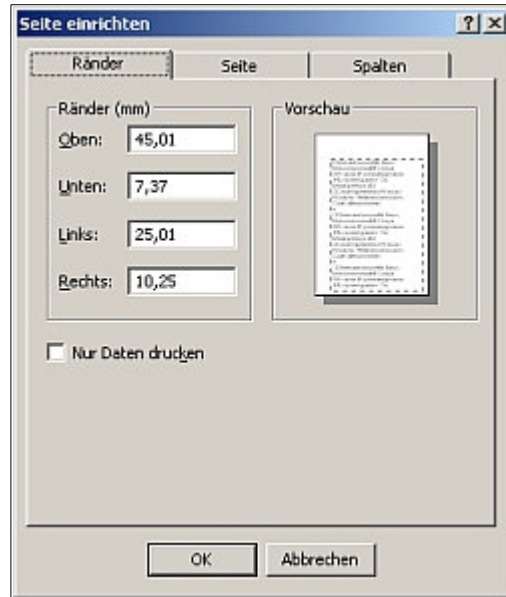 Seite einrichten
Ränder Seite Spalten
Ränder (mm)
Oben: 45,01
Unten: 7,37
Links: 25,01
Rechts: 10,25
Vorschau
Nur Daten drucken
OK Abbrechen